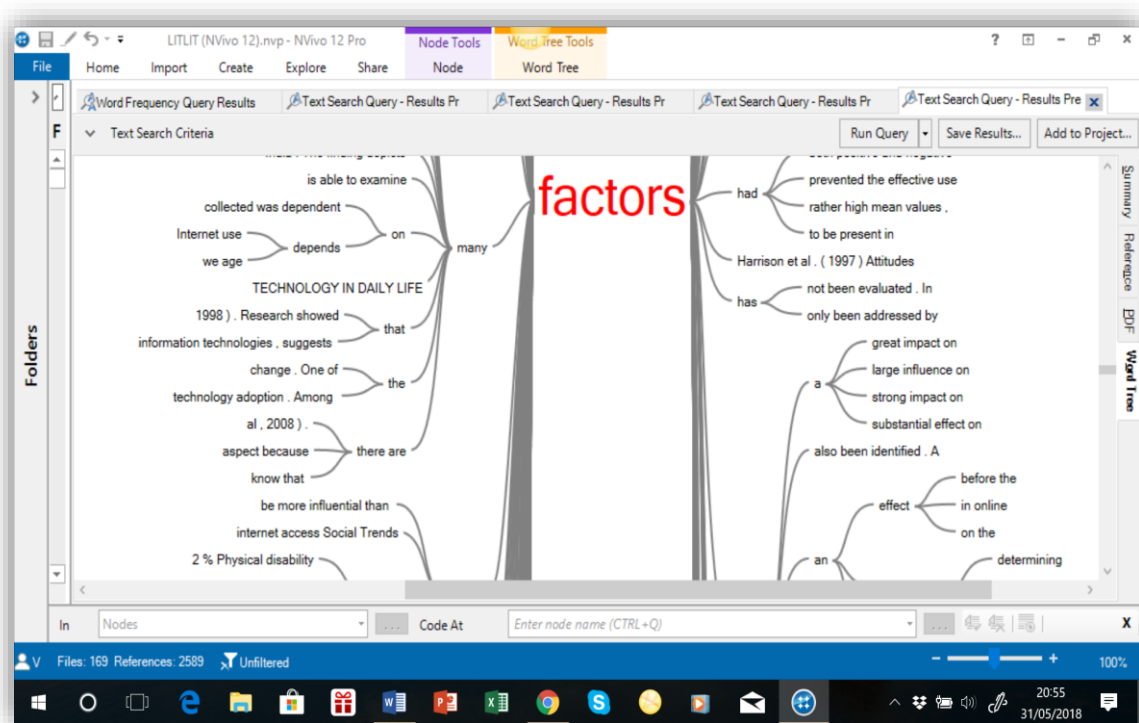 LITLIT (NVivo 12).nvp - NVivo 12 Pro
Node Tools
Word Tree Tools
?
File
Home
Import
Create
Explore
Share
Node
Word Tree
Word Frequency Query Results
Text Search Query - Results Pr
Text Search Query - Results Pr
Text Search Query - Results Pr
Text Search Query - Results Pre
F
Text Search Criteria
Run Query
Save Results...
Add to Project...
Folders
is able to examine
collected was dependent
Internet use
we age
depends
on
TECHNOLOGY IN DAILY LIFE
1998 ) . Research showed
information technologies , suggests
that
change . One of
technology adoption . Among
the
al , 2008 ) .
aspect because
know that
there are
many
be more influential than
internet access Social Trends
2 % Physical disability
factors
had
both positive and negative
prevented the effective use
rather high mean values ,
to be present in
Harrison et al . ( 1997 ) Attitudes
has
not been evaluated . In
only been addressed by
a
great impact on
large influence on
strong impact on
substantial effect on
also been identified . A
an
effect
before the
in online
on the
determining
Summary
Reference
PDF
Word Tree
In
Nodes
...
Code At
Enter node name (CTRL+Q)
...
X
V Files: 169 References: 2589 Unfiltered
100%
20:55
31/05/2018